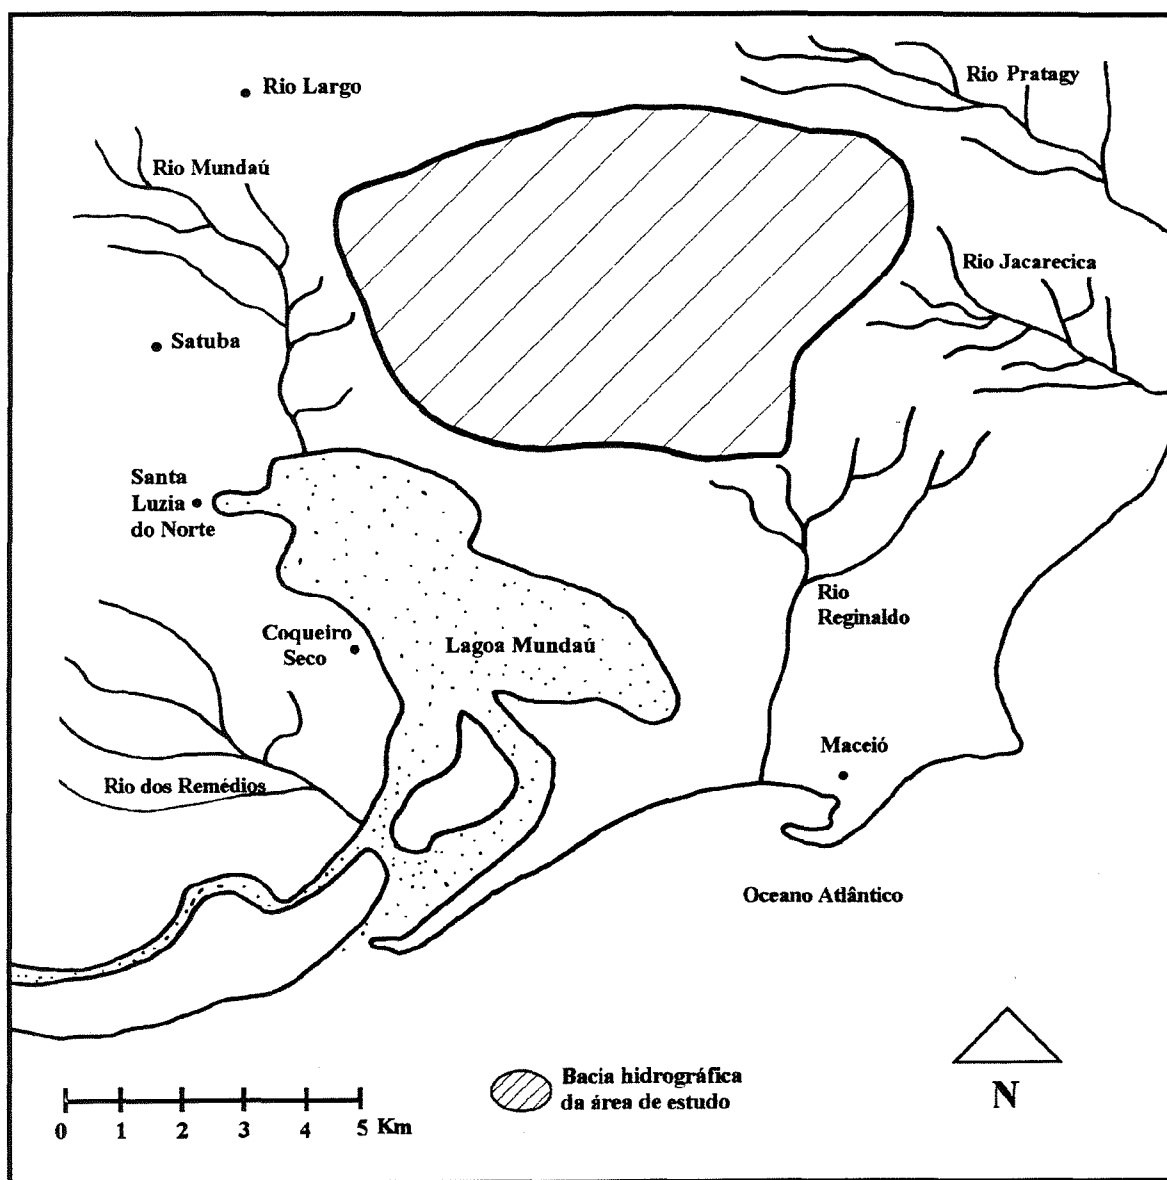 Rio Largo
Rio Pratagy
Rio Mundaú
Rio Jacarecica
Satuba
Santa
Luzia
do Norte
Rio
Reginaldo
Coqueiro
Seco
Lagoa Mundaú
Maceió
Rio dos Remédios
Oceano Atlântico
Bacia hidrográfica
da área de estudo
0 1 2 3 4 5 Km
N